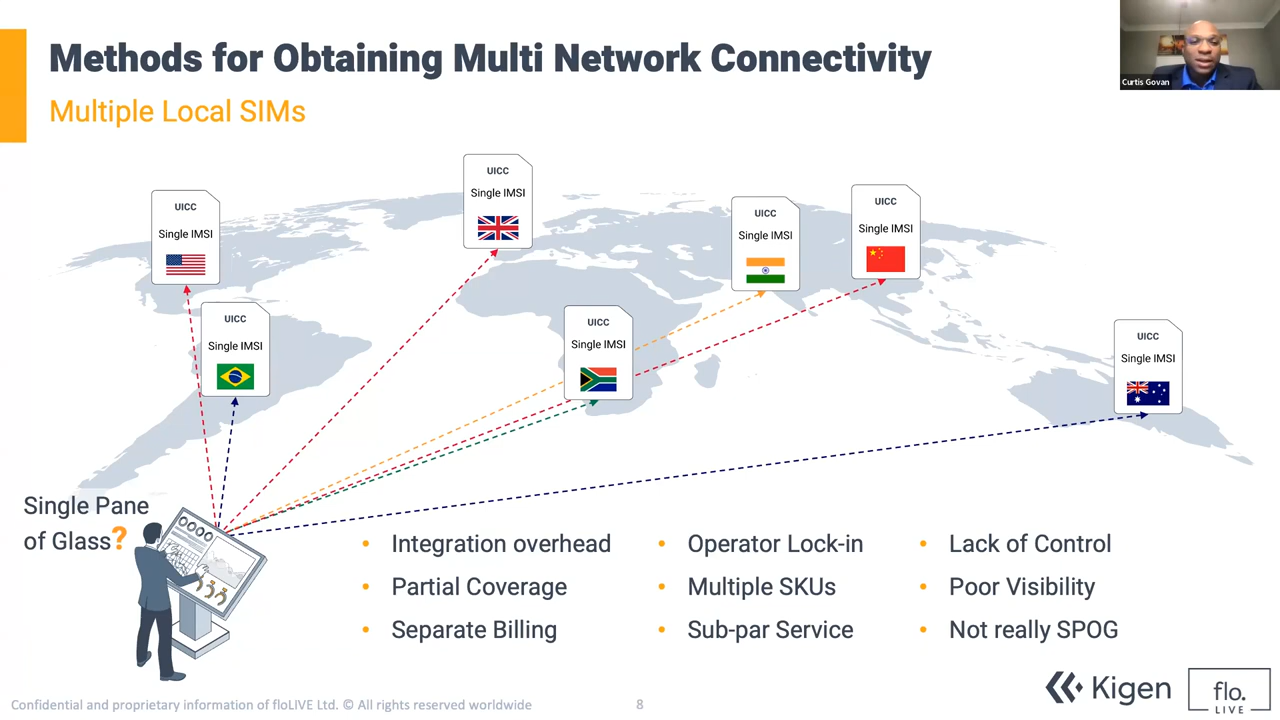 Methods for Obtaining Multi Network Connectivity
Multiple Local SIMs
Curtis Govan
UICC
Single IMSI
UICC
Single IMSI
UICC
Single IMSI
UICC
Single IMSI
UICC
Single IMSI
UICC
Single IMSI
UICC
Single IMSI
Single Pane
of Glass?
• Integration overhead
• Partial Coverage
• Separate Billing
• Operator Lock-in
• Multiple SKUs
• Sub-par Service
• Lack of Control
• Poor Visibility
• Not really SPOG
Confidential and proprietary information of floLIVE Ltd. © All rights reserved worldwide
8
Kigen
flo.
LIVE